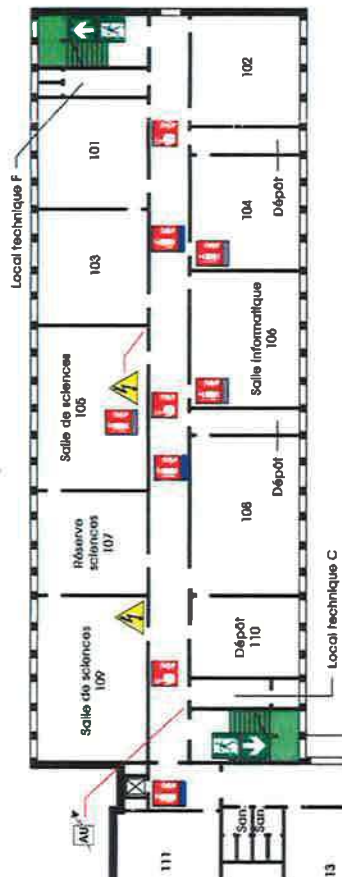 Local technique F
101
102
103
104
Dépôt
Salle de sciences
105
Salle informatique
106
Réserve
sciences
107
108
Dépôt
Salle de sciences
109
Dépôt
110
Local technique C
AU
111
San
San
13